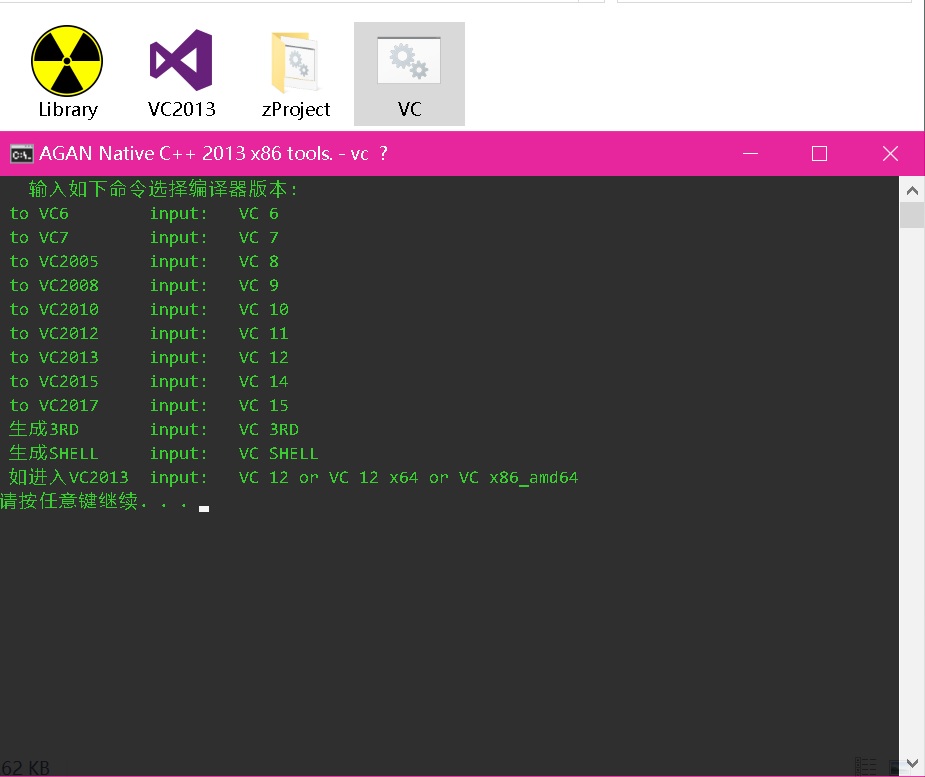 Library VC2013 zProject VC
AGAN Native C++ 2013 x86 tools. - vc ?
输入如下命令选择编译器版本:
to VC6 input: VC 6
to VC7 input: VC 7
to VC2005 input: VC 8
to VC2008 input: VC 9
to VC2010 input: VC 10
to VC2012 input: VC 11
to VC2013 input: VC 12
to VC2015 input: VC 14
to VC2017 input: VC 15
生成3RD input: VC 3RD
生成SHELL input: VC SHELL
如进入VC2013 input: VC 12 or VC 12 x64 or VC x86_amd64
请按任意键继续. . .
62 KB